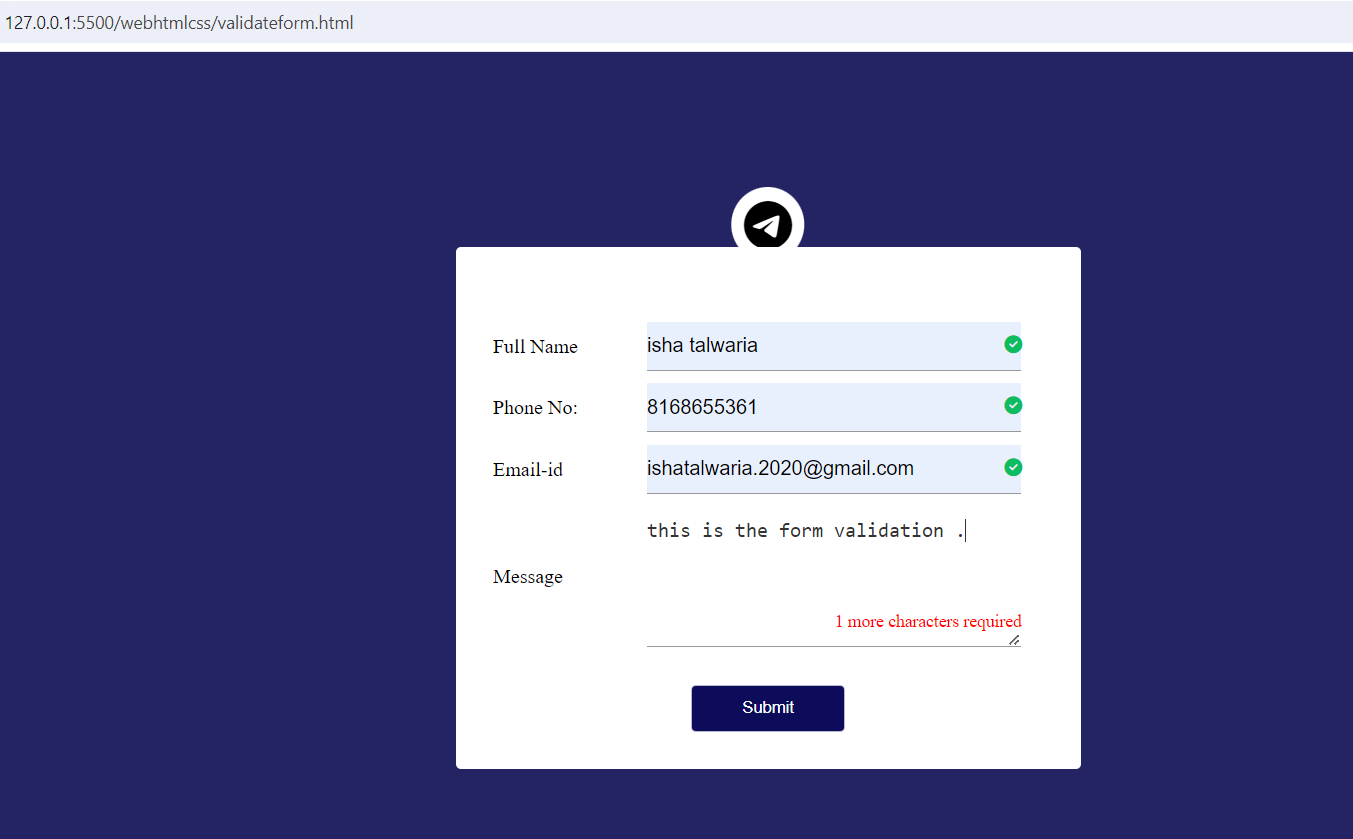 127.0.0.1:5500/webhtmlcss/validateform.html
Full Name isha talwaria
Phone No: 8168655361
Email-id ishatalwaria.2020@gmail.com
this is the form validation .
Message
1 more characters required
Submit